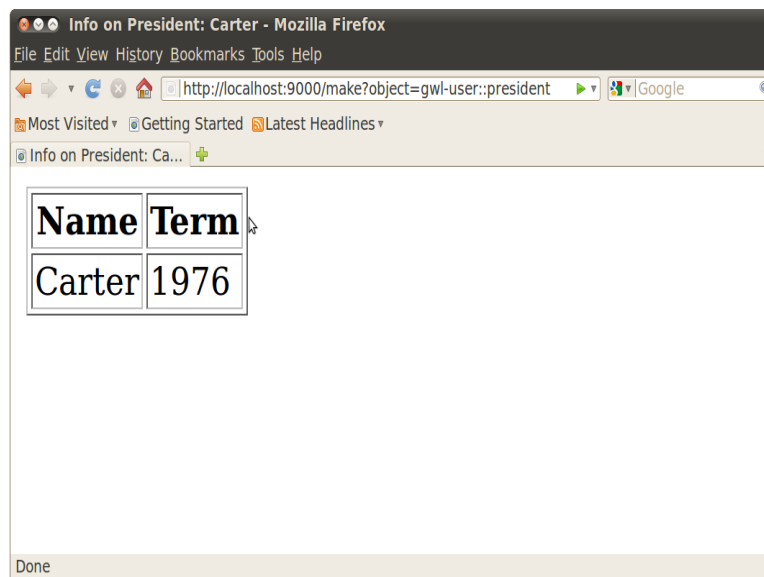 Info on President: Carter - Mozilla Firefox
File Edit View History Bookmarks Tools Help
http://localhost:9000/make?object=gwl-user::president Google
Most Visited Getting Started Latest Headlines
Info on President: Ca...
Name Term
Carter 1976
Done